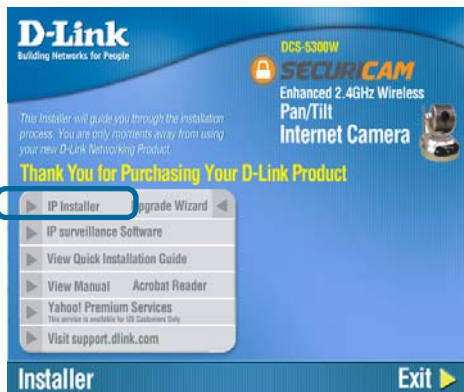 D-Link
Building Networks for People
DCS-5300W
SECURICAM
Enhanced 2.4GHz Wireless
Pan/Tilt
Internet Camera
This Installer will guide you through the installation
process. You are only moments away from using
your new D-Link Networking Product.
Thank You for Purchasing Your D-Link Product
IP Installer Upgrade Wizard
IP surveillance Software
View Quick Installation Guide
View Manual Acrobat Reader
Yahoo! Premium Services
This service is available for US Customers Only
Visit support.dlink.com
Installer Exit